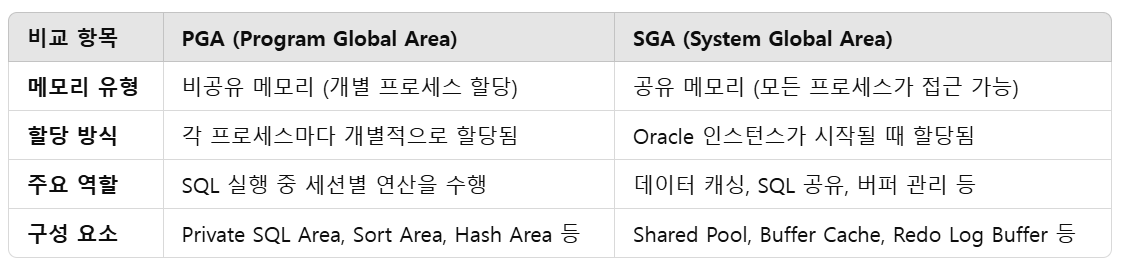 비교 항목 PGA (Program Global Area) SGA (System Global Area)
메모리 유형 비공유 메모리 (개별 프로세스 할당) 공유 메모리 (모든 프로세스가 접근 가능)
할당 방식 각 프로세스마다 개별적으로 할당됨 Oracle 인스턴스가 시작될 때 할당됨
주요 역할 SQL 실행 중 세션별 연산을 수행 데이터 캐싱, SQL 공유, 버퍼 관리 등
구성 요소 Private SQL Area, Sort Area, Hash Area 등 Shared Pool, Buffer Cache, Redo Log Buffer 등